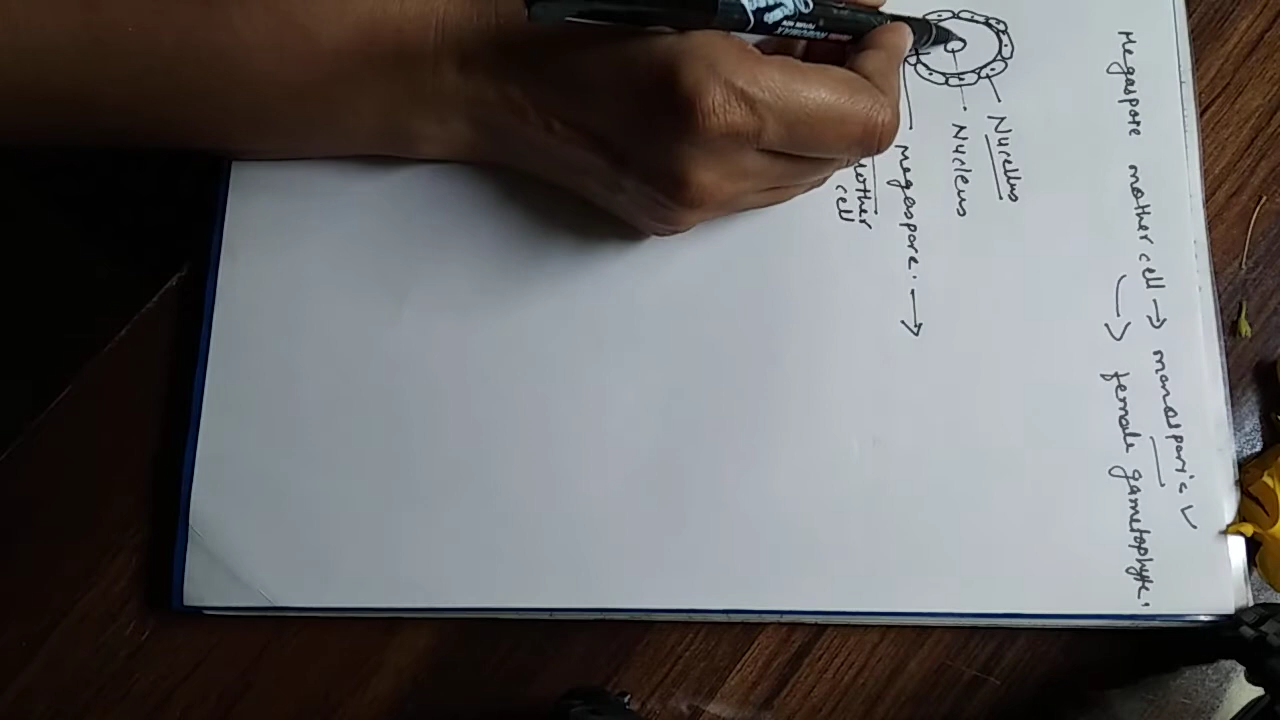 Megaspore mother cell → monosporic ✓
→ female gametophyte.
Nucellus
Nucleus
megaspore. →
mother
cell